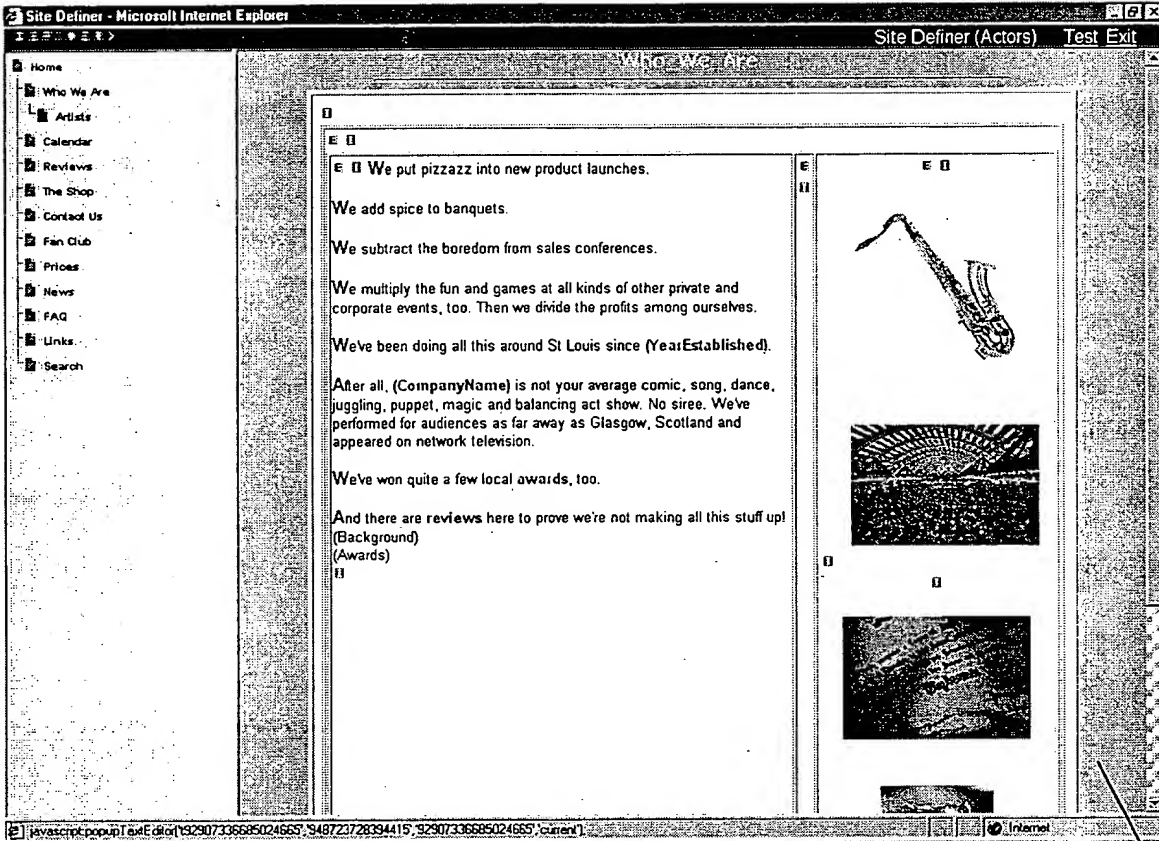 Site Definer - Microsoft Internet Explorer
Site Definer (Actors) Test Exit
Home
Who We Are
Artists
Calendar
Reviews
The Shop
Contact Us
Fan Club
Prices
News
FAQ
Links
Search
Who We Are
I
E I
E I We put pizzazz into new product launches.
We add spice to banquets.
We subtract the boredom from sales conferences.
We multiply the fun and games at all kinds of other private and
corporate events, too. Then we divide the profits among ourselves.
We've been doing all this around St Louis since (YearEstablished).
After all, (CompanyName) is not your average comic, song, dance,
juggling, puppet, magic and balancing act show. No siree. We've
performed for audiences as far away as Glasgow, Scotland and
appeared on network television.
We've won quite a few local awards, too.
And there are reviews here to prove we're not making all this stuff up!
(Background)
(Awards)
I
E
I
E I
I
I
javascript:popupTextEditor('t92907336685024665','948723728394415','92907336685024665','current')
Internet